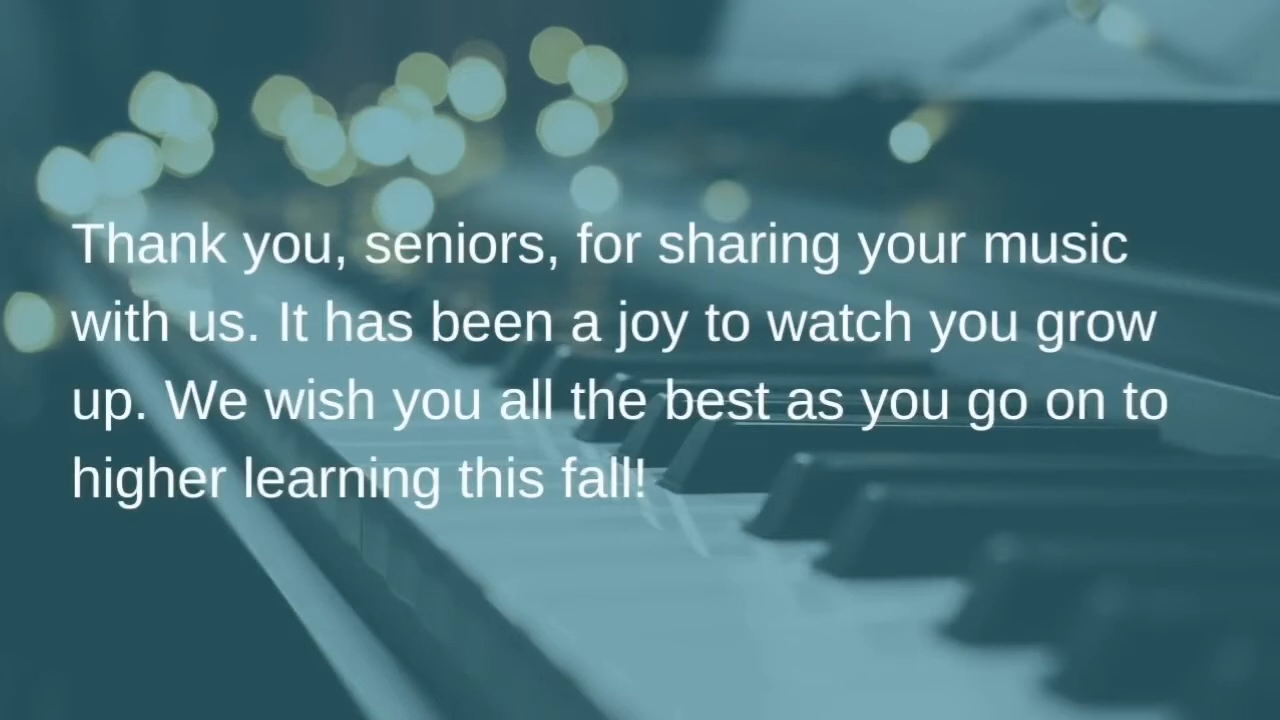 Thank you, seniors, for sharing your music
with us. It has been a joy to watch you grow
up. We wish you all the best as you go on to
higher learning this fall!